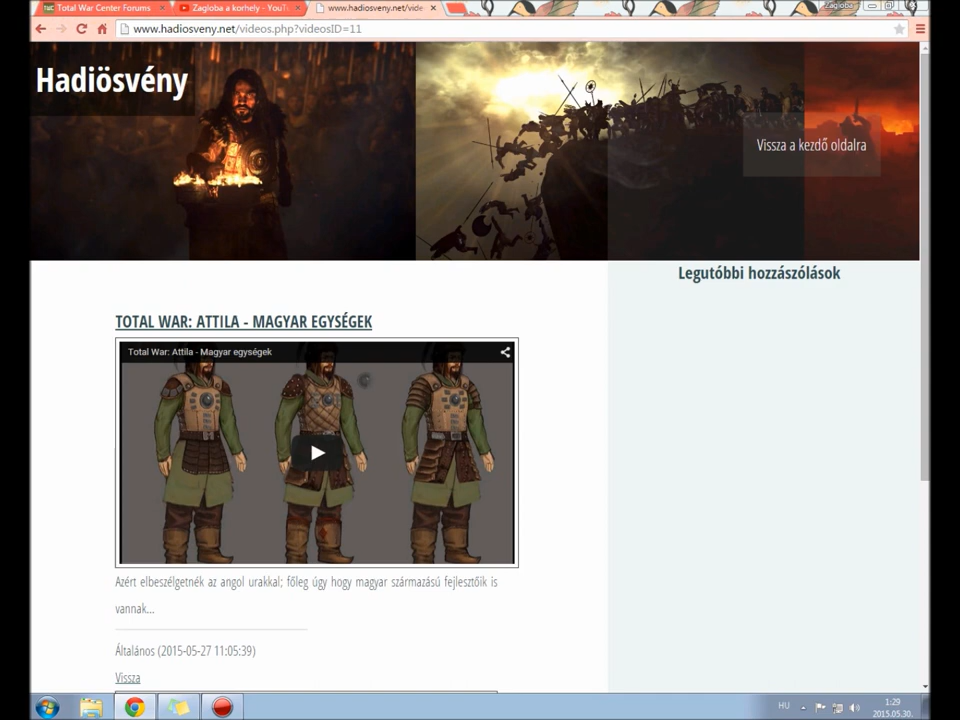 Total War Center Forums
Zagloba a korhely - YouTu
www.hadiosveny.net/vide
Zagloba
www.hadiosveny.net/videos.php?videosID=11
Hadiösvény
Vissza a kezdő oldalra
Legutóbbi hozzászólások
TOTAL WAR: ATTILA - MAGYAR EGYSÉGEK
Total War: Attila - Magyar egységek
Azért elbeszélgetnék az angol urakkal; főleg úgy hogy magyar származású fejlesztőik is
vannak...
Általános (2015-05-27 11:05:39)
Vissza
HU
1:29
2015.05.30.